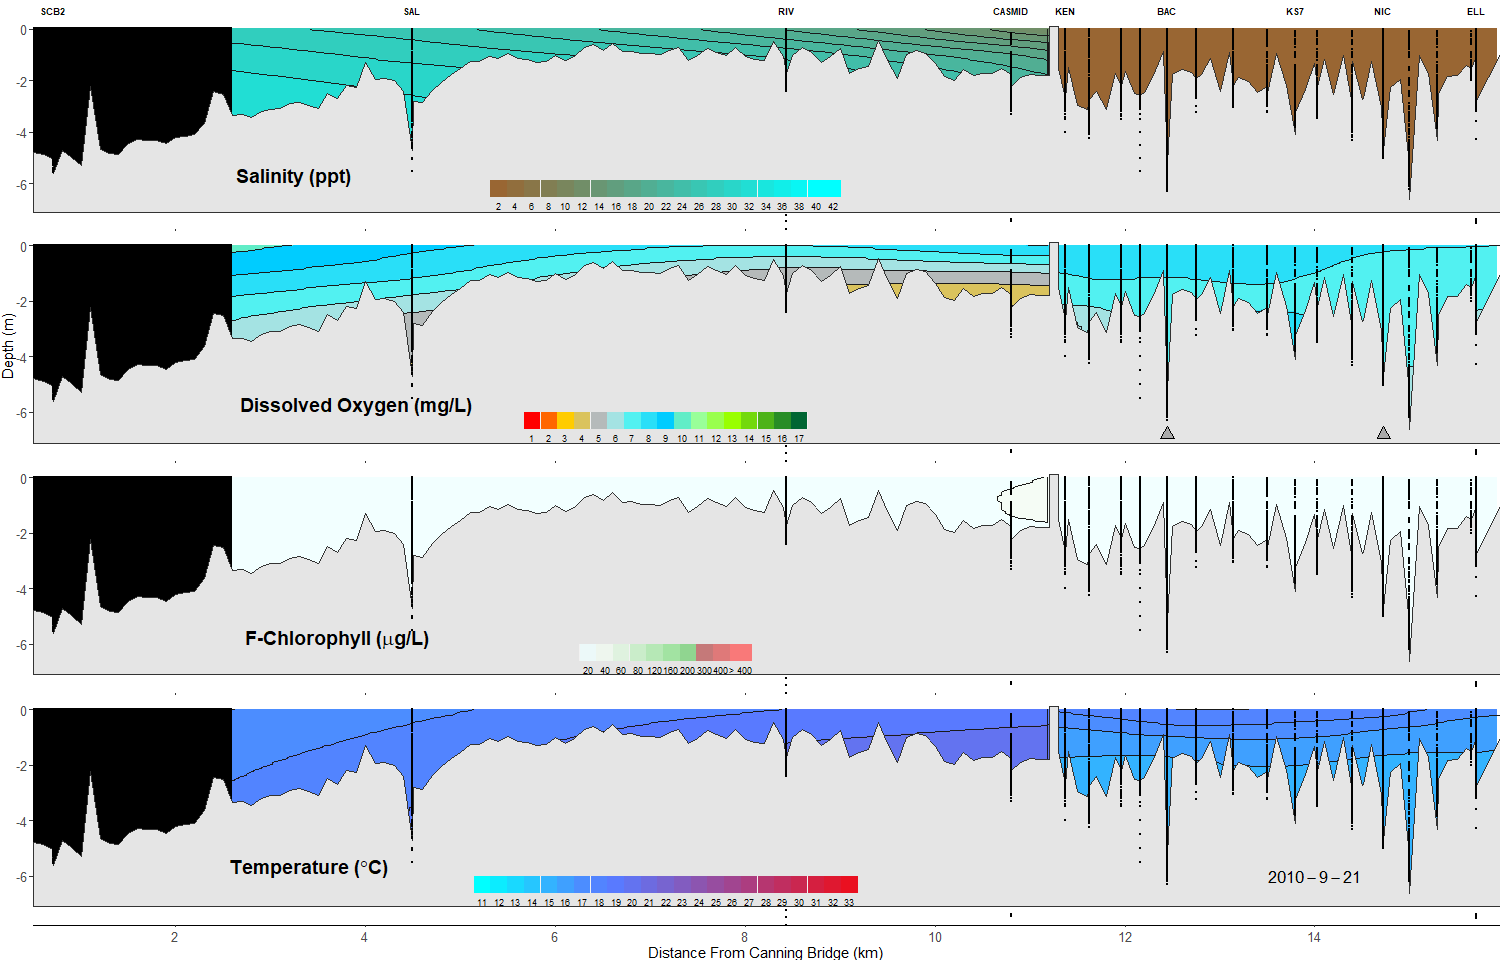 SCB2 SAL RIV CASMID KEN BAC KS7 NIC ELL
0
-2
-4
-6
Salinity (ppt)
2 4 6 8 10 12 14 16 18 20 22 24 26 28 30 32 34 36 38 40 42
0
-2
-4
-6
Depth (m)
Dissolved Oxygen (mg/L)
1 2 3 4 5 6 7 8 9 10 11 12 13 14 15 16 17
0
-2
-4
-6
F-Chlorophyll (µg/L)
20 40 60 80 120 160 200 300 400 > 400
0
-2
-4
-6
Temperature (°C)
2010-9-21
11 12 13 14 15 16 17 18 19 20 21 22 23 24 25 26 27 28 29 30 31 32 33
2 4 6 8 10 12 14
Distance From Canning Bridge (km)